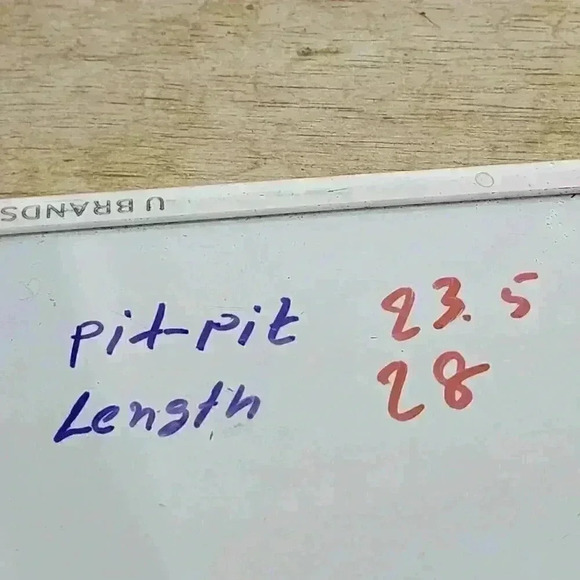 U BRANDS
pit-pit 23.5
Length 28